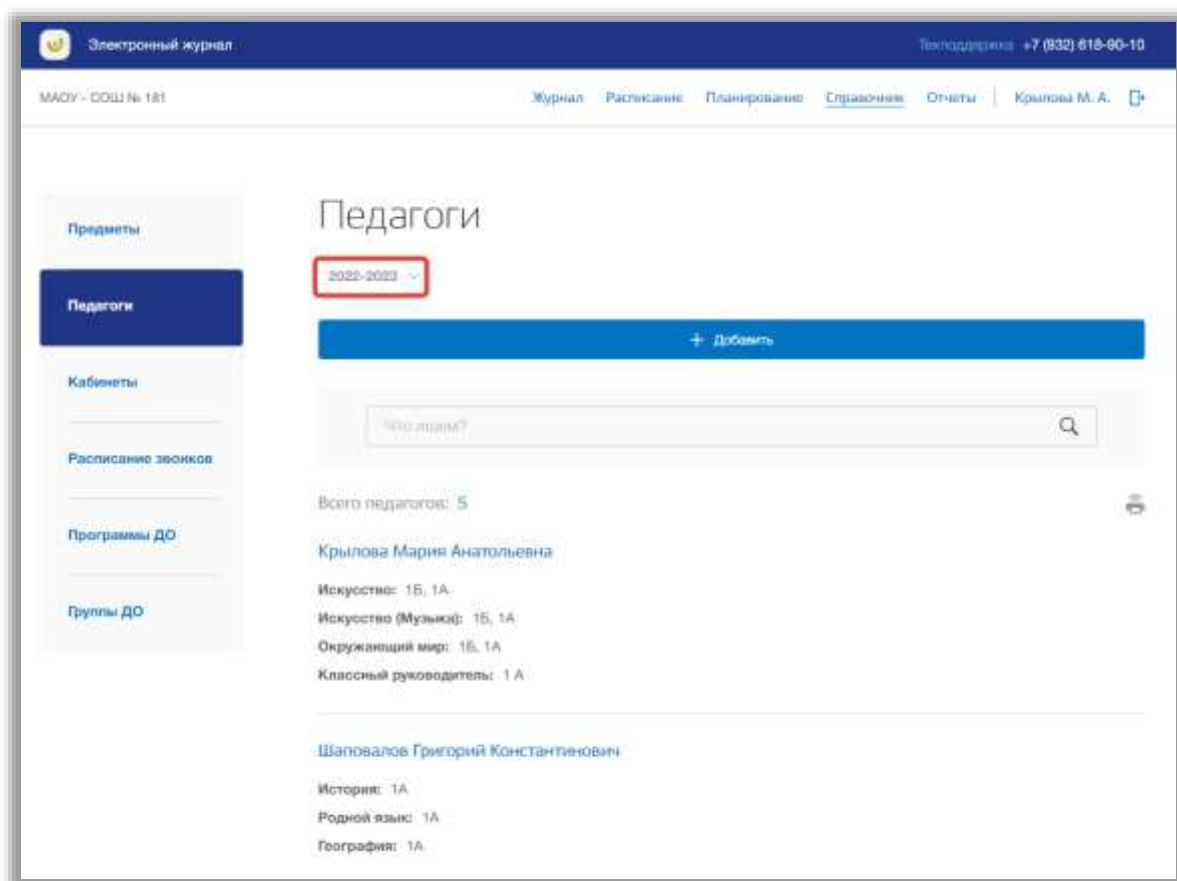 Электронный журнал
Техподдержка +7 (932) 618-90-10
МАОУ - СОШ № 181
Журнал Расписание Планирование Справочник Отчеты Крылова М. А.
Предметы
Педагоги
Кабинеты
Расписание звонков
Программы ДО
Группы ДО
Педагоги
2022-2023
+ Добавить
Что ищем?
Всего педагогов: 5
Крылова Мария Анатольевна
Искусство: 1Б, 1А
Искусство (Музыка): 1Б, 1А
Окружающий мир: 1Б, 1А
Классный руководитель: 1 А
Шаповалов Григорий Константинович
История: 1А
Родной язык: 1А
География: 1А